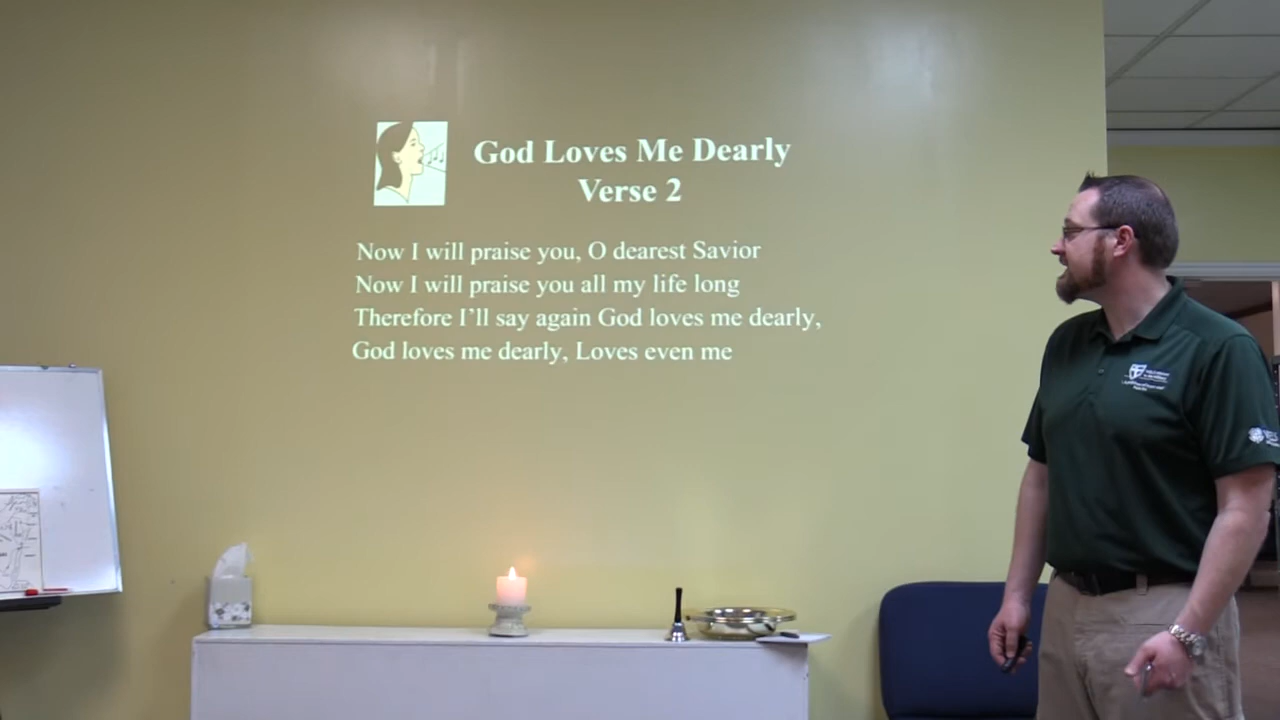 God Loves Me Dearly
Verse 2
Now I will praise you, O dearest Savior
Now I will praise you all my life long
Therefore I’ll say again God loves me dearly,
God loves me dearly, Loves even me